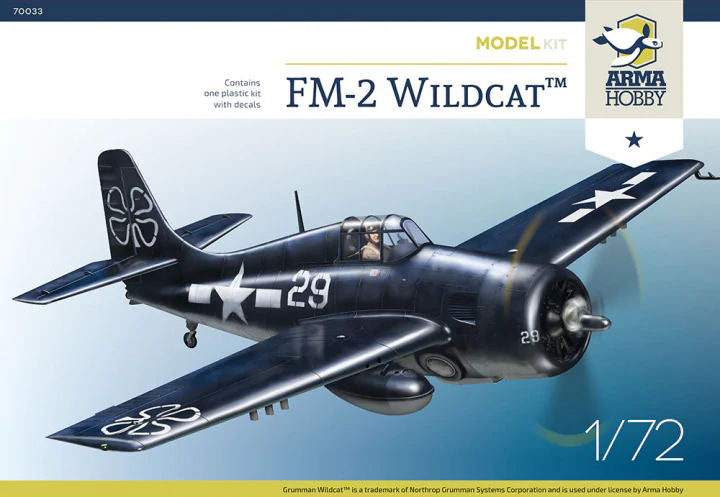 70033
MODEL KIT
Contains
one plastic kit
with decals
FM-2 WILDCAT™
ARMA
HOBBY
29
29
1/72
Grumman Wildcat™ is a trademark of Northrop Grumman Systems Corporation and is used under license by Arma Hobby